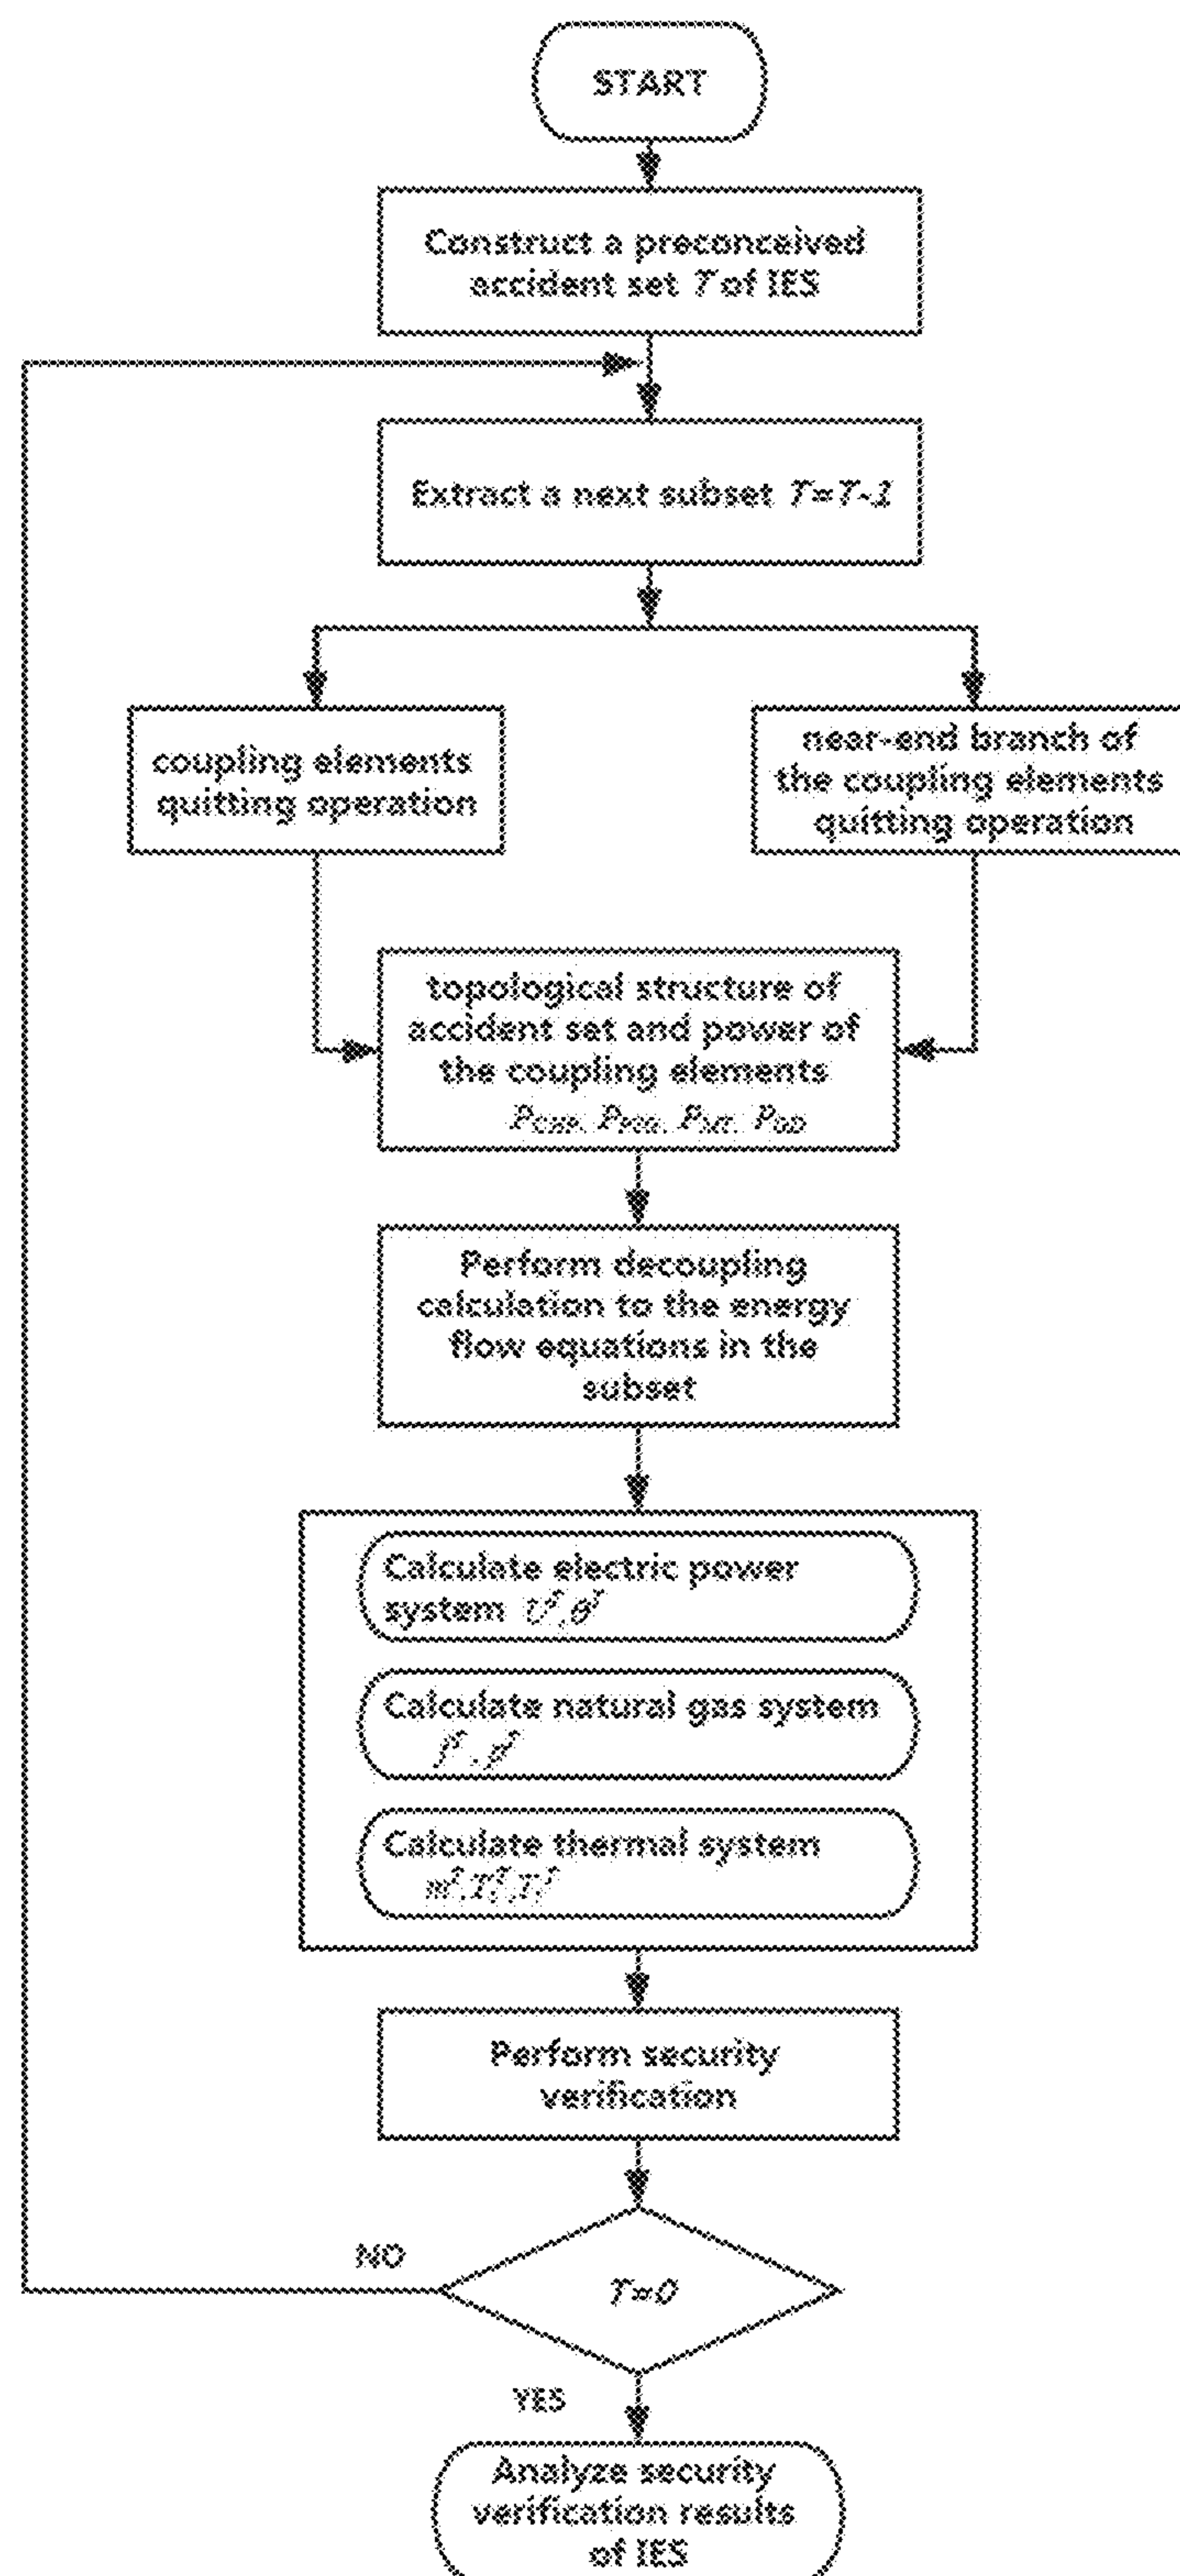 START
Construct a preconceived
accident set T of IES
Extract a next subset T=T-1
coupling elements
quitting operation
near-end branch of
the coupling elements
quitting operation
topological structure of
accident set and power of
the coupling elements
Perform decoupling
calculation to the energy
flow equations in the
subset
Calculate electric power
system
Calculate natural gas system
Calculate thermal system
Perform security
verification
NO
T=0
YES
Analyze security
verification results
of IES